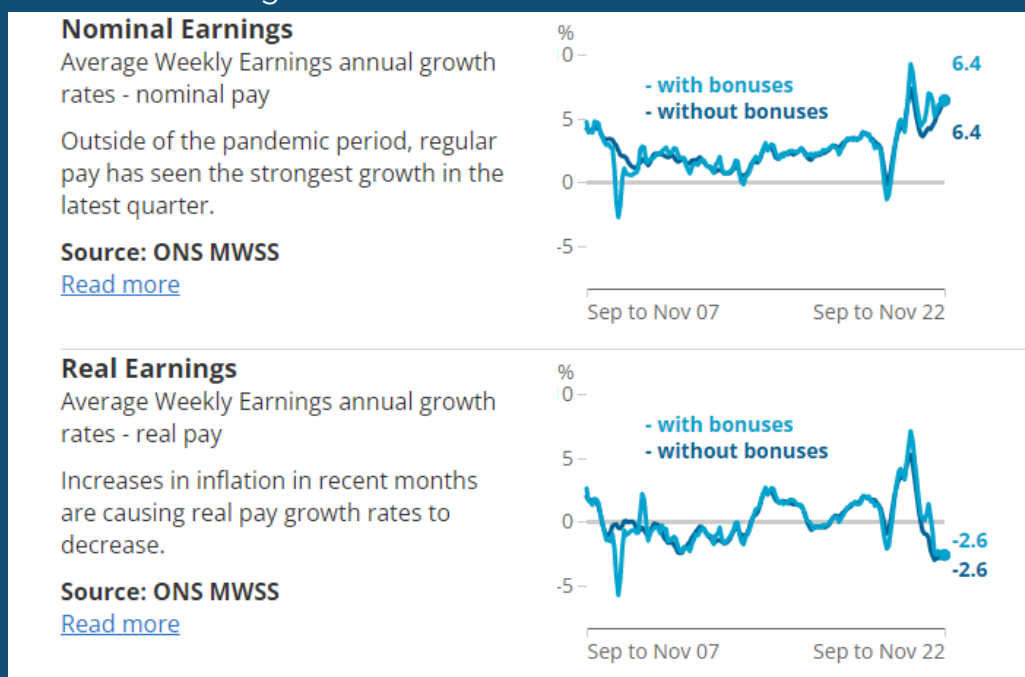 Nominal Earnings
Average Weekly Earnings annual growth
rates - nominal pay
Outside of the pandemic period, regular
pay has seen the strongest growth in the
latest quarter.
Source: ONS MWSS
Read more
%
0
5
0
-5
- with bonuses
- without bonuses
6.4
6.4
Sep to Nov 07
Sep to Nov 22
Real Earnings
Average Weekly Earnings annual growth
rates - real pay
Increases in inflation in recent months
are causing real pay growth rates to
decrease.
Source: ONS MWSS
Read more
%
0
5
0
-5
- with bonuses
- without bonuses
-2.6
-2.6
Sep to Nov 07
Sep to Nov 22